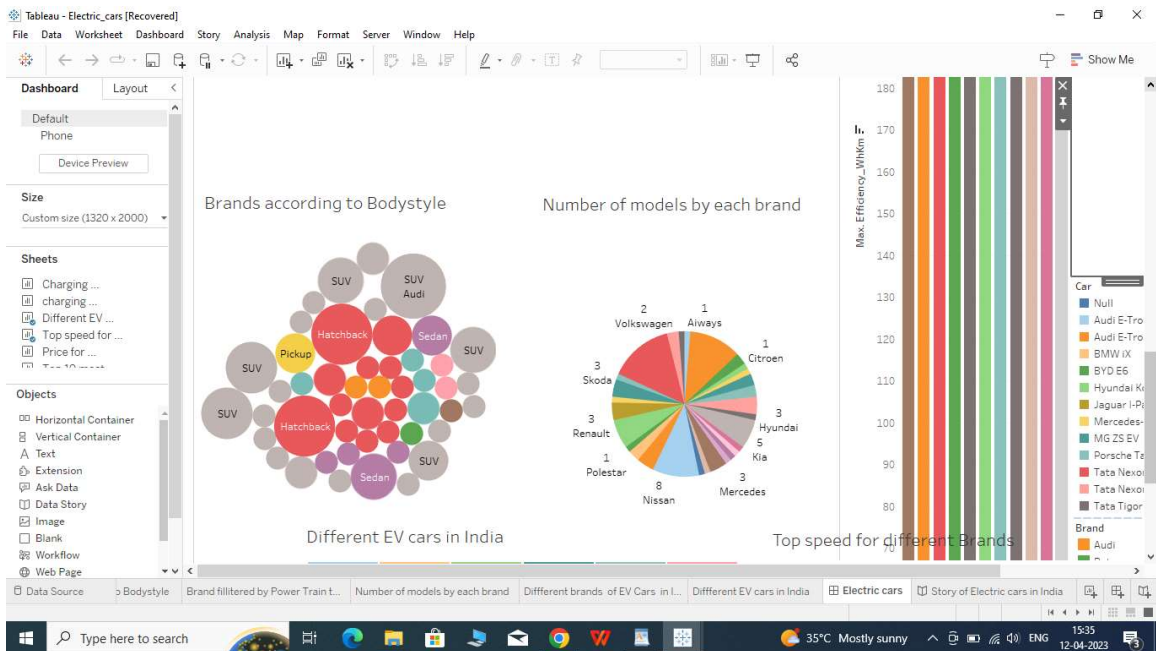 Tableau - Electric_cars [Recovered]
File Data Worksheet Dashboard Story Analysis Map Format Server Window Help
Show Me
Dashboard Layout
Default
Phone
Device Preview
Size
Custom size (1320 x 2000)
Sheets
Charging ...
charging ...
Different EV ...
Top speed for ...
Price for ...
Objects
Horizontal Container
Vertical Container
Text
Extension
Ask Data
Data Story
Image
Blank
Workflow
Web Page
Brands according to Bodystyle
SUV
SUV
Audi
Hatchback
Sedan
Pickup
SUV
SUV
SUV
Hatchback
SUV
Sedan
Number of models by each brand
2
Volkswagen
1
Aiways
1
Citroen
3
Skoda
3
Hyundai
3
Renault
5
Kia
1
Polestar
3
Mercedes
8
Nissan
Different EV cars in India
Top speed for different Brands
Max. Efficiency_WhKm
180
170
160
150
140
130
120
110
100
90
80
70
Car
Null
Audi E-Tro
Audi E-Tro
BMW iX
BYD E6
Hyundai Ko
Jaguar I-Pa
Mercedes-
MG ZS EV
Porsche Ta
Tata Nexo
Tata Nexo
Tata Tigor
Brand
Audi
Data Source
o Bodystyle
Brand fillitered by Power Train t...
Number of models by each brand
Diffferent brands of EV Cars in I...
Diffferent EV cars in India
Electric cars
Story of Electric cars in India
Type here to search
35°C Mostly sunny
ENG
15:35
12-04-2023
3